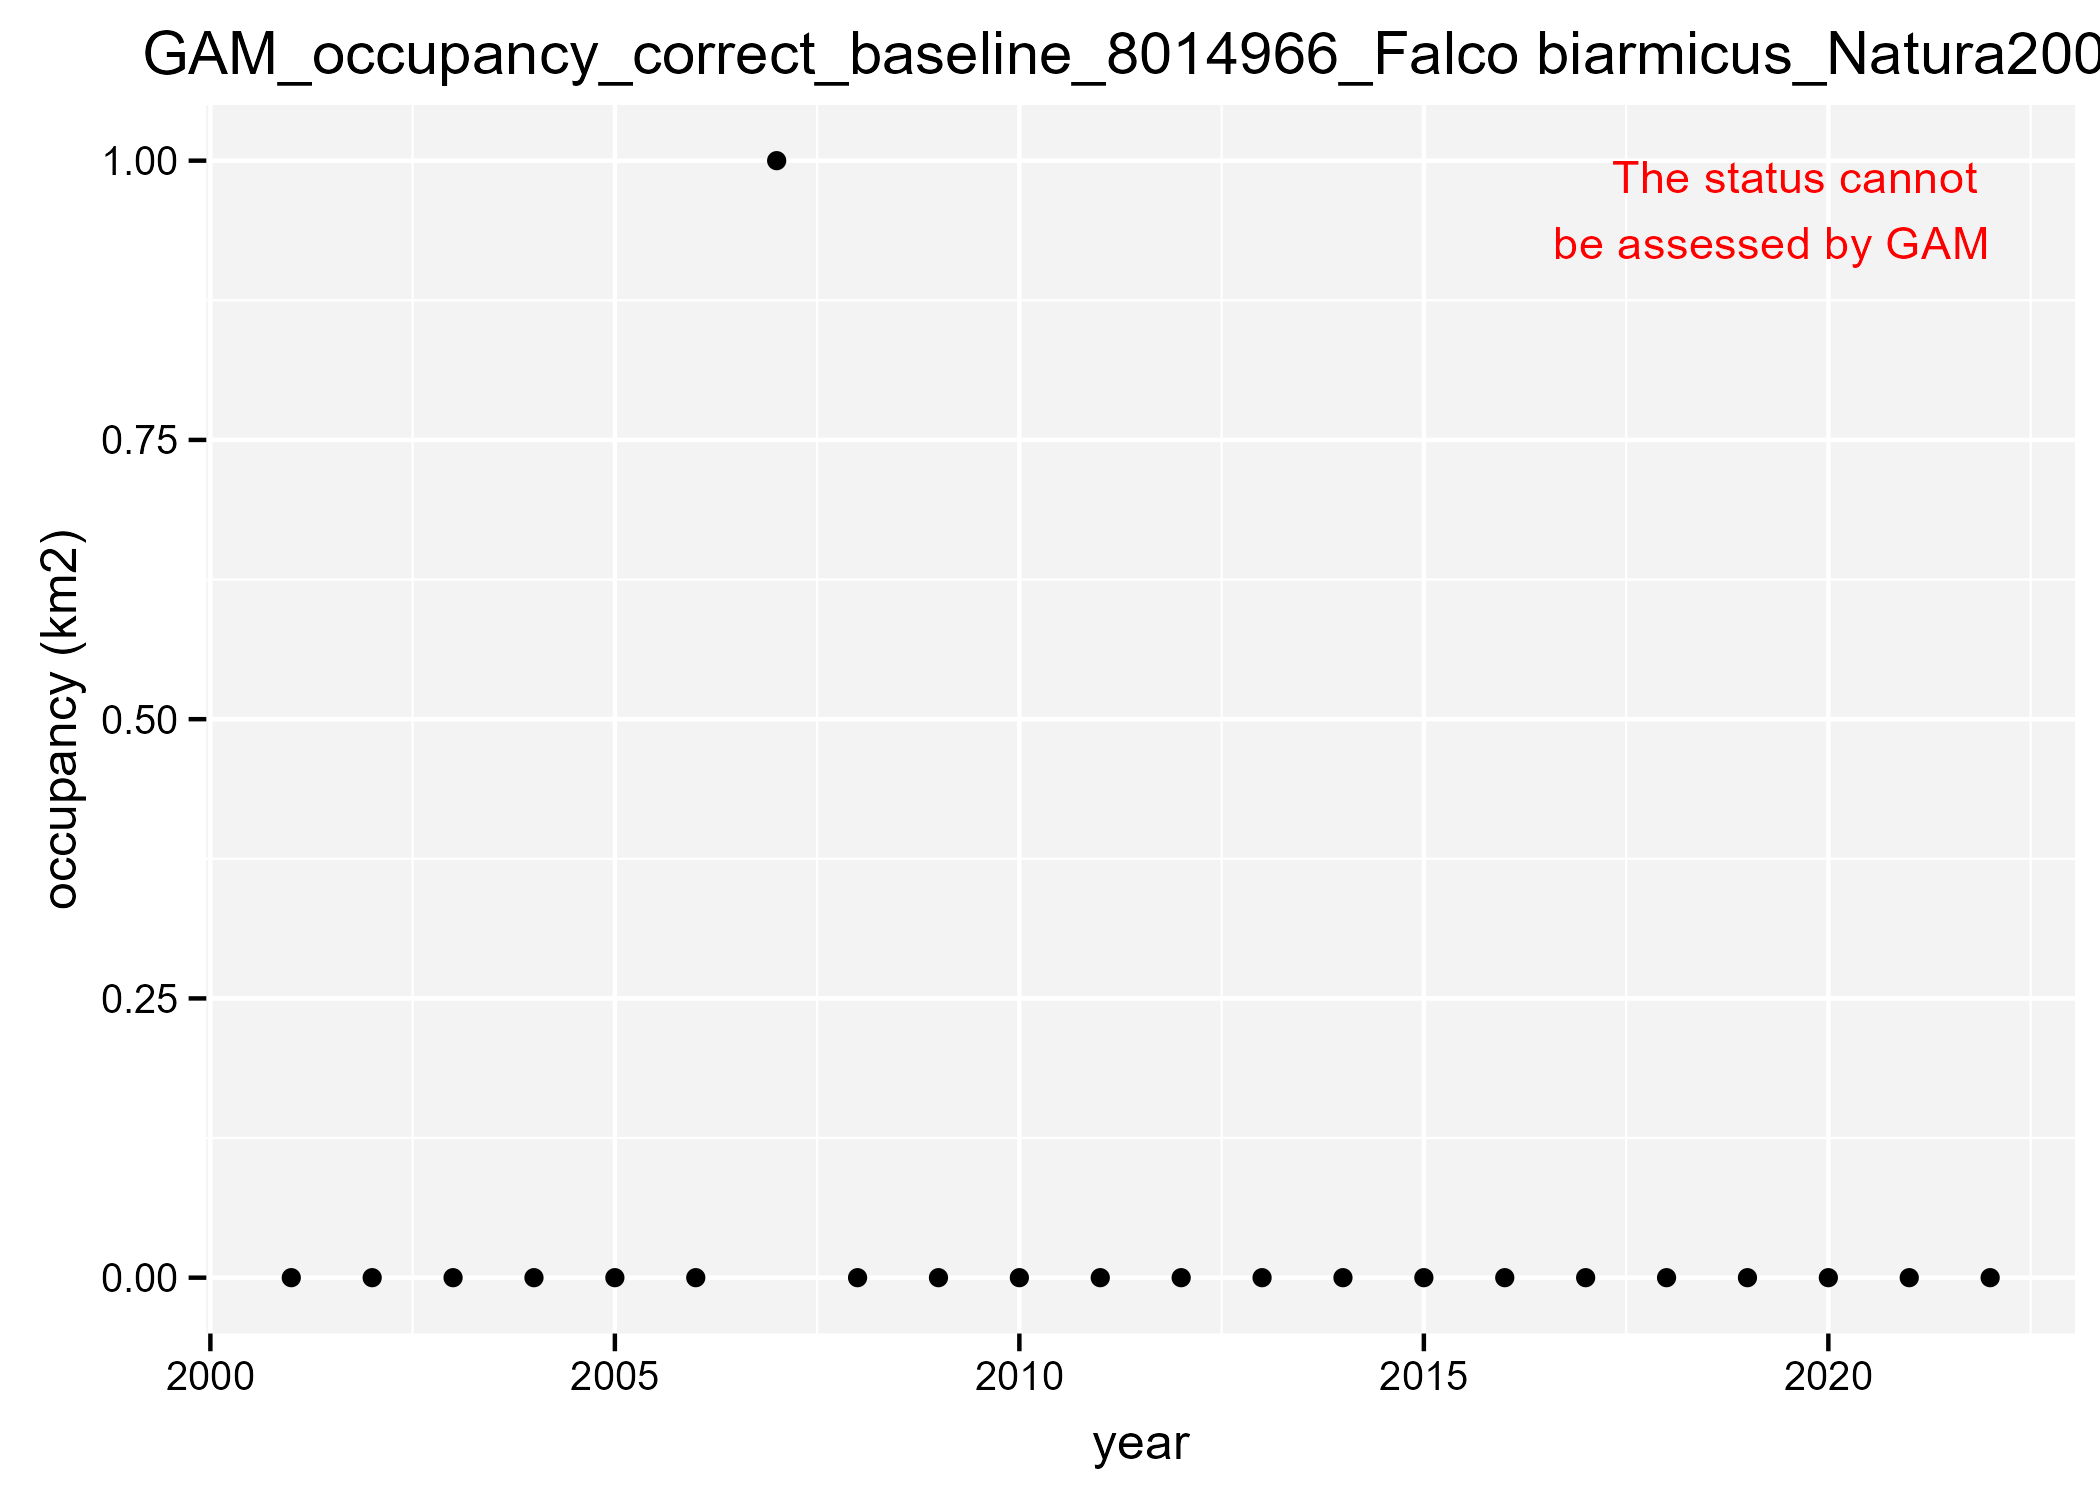 GAM_occupancy_correct_baseline_8014966_Falco biarmicus_Natura200
The status cannot
be assessed by GAM
1.00
0.75
0.50
0.25
0.00
occupancy (km2)
2000 2005 2010 2015 2020
year